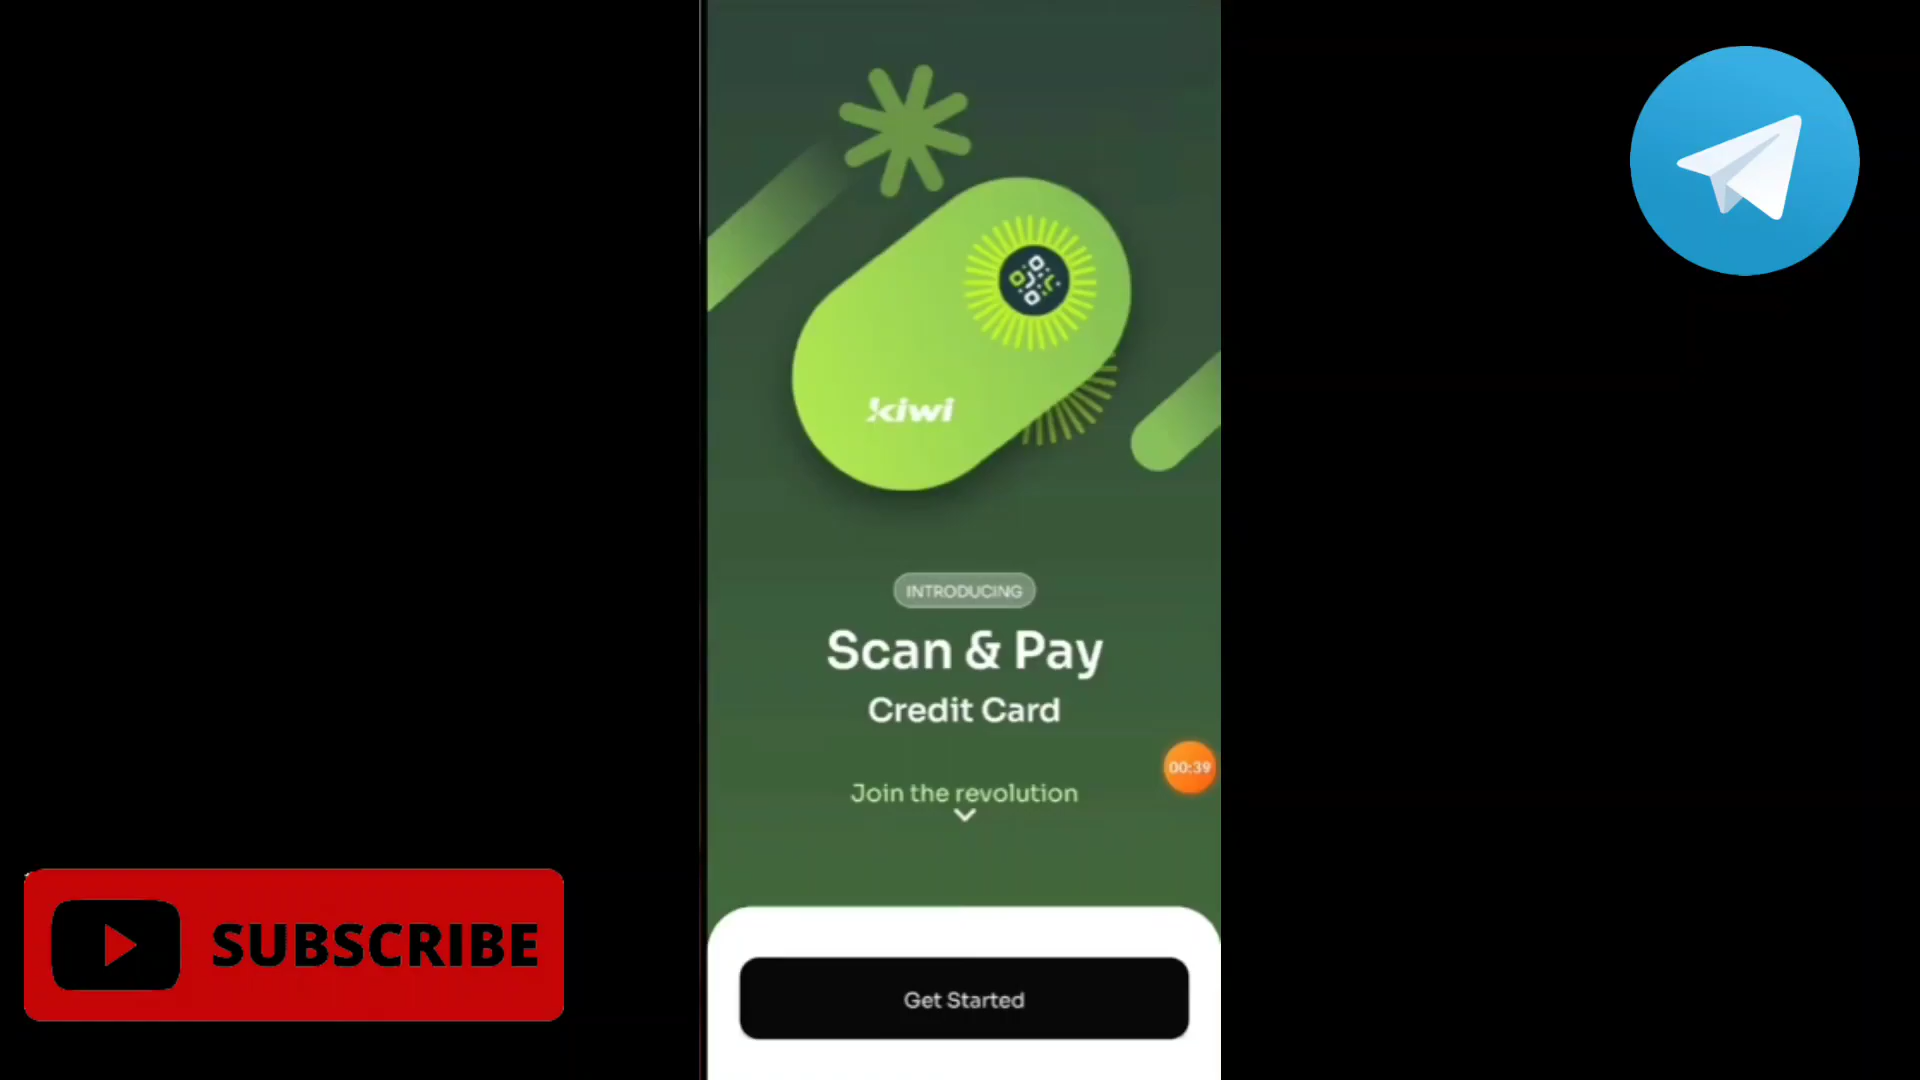 kiwi
INTRODUCING
Scan & Pay
Credit Card
00:39
Join the revolution
SUBSCRIBE
Get Started